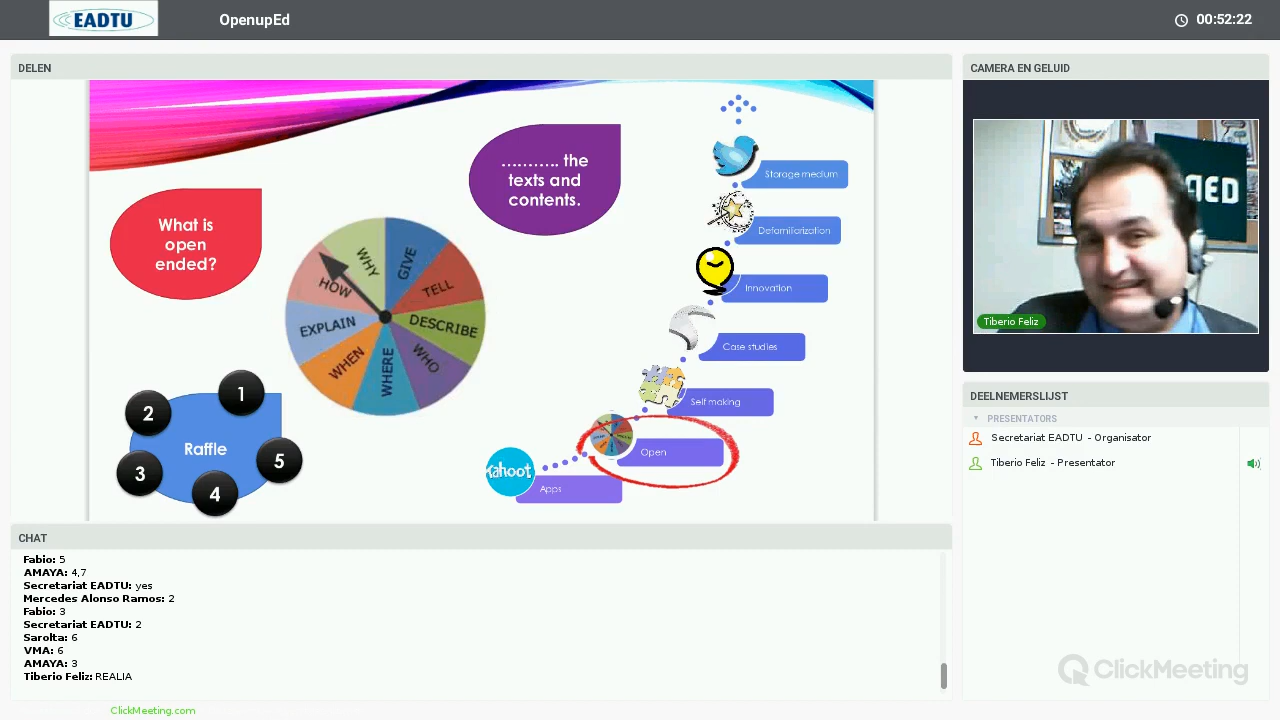 EADTU
OpenupEd
00:52:22
DELEN
What is
open
ended?
……….. the
texts and
contents.
WHY
GIVE
TELL
DESCRIBE
WHO
WHERE
WHEN
EXPLAIN
HOW
Storage medium
Defamiliarization
Innovation
Case studies
Self making
Open
Kahoot
Apps
1
2
3
4
5
Raffle
CAMERA EN GELUID
AED
Tiberio Feliz
DEELNEMERSLIJST
PRESENTATORS
Secretariat EADTU - Organisator
Tiberio Feliz - Presentator
CHAT
Fabio: 5
AMAYA: 4,7
Secretariat EADTU: yes
Mercedes Alonso Ramos: 2
Fabio: 3
Secretariat EADTU: 2
Sarolta: 6
VMA: 6
AMAYA: 3
Tiberio Feliz: REALIA
ClickMeeting
ClickMeeting.com